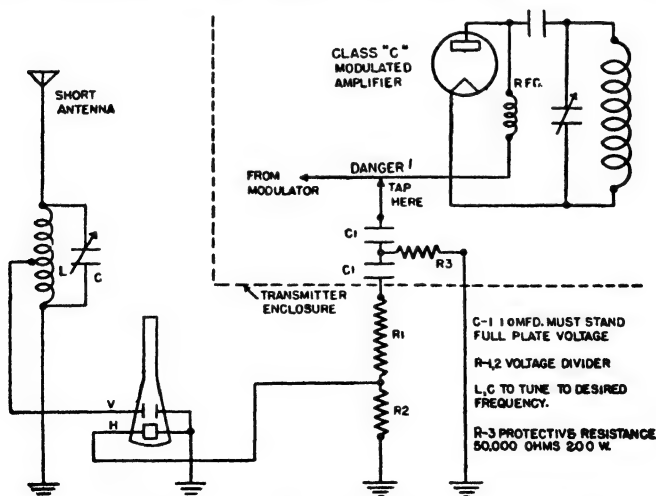 CLASS "C"
MODULATED
AMPLIFIER
R.F.C.
SHORT
ANTENNA
DANGER!
FROM
MODULATOR
TAP
HERE
C1
L
C
R3
C1
TRANSMITTER
ENCLOSURE
R1
C-1 1.0 MFD. MUST STAND
FULL PLATE VOLTAGE
R-1,2 VOLTAGE DIVIDER
V
H
R2
L,C TO TUNE TO DESIRED
FREQUENCY.
R-3 PROTECTIVE RESISTANCE
50,000 OHMS 200 W.